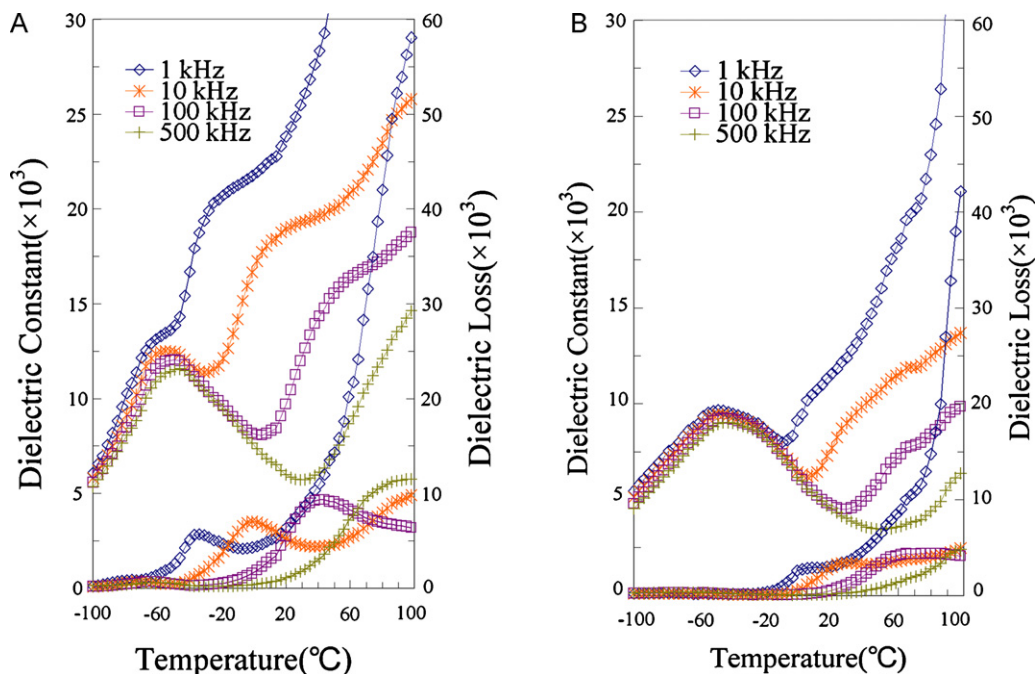 A
30
25
20
15
10
5
0
Dielectric Constant(×10³)
1 kHz
10 kHz
100 kHz
500 kHz
60
50
40
30
20
10
0
Dielectric Loss(×10³)
-100 -60 -20 20 60 100
Temperature(℃)
B
30
25
20
15
10
5
0
Dielectric Constant(×10³)
1 kHz
10 kHz
100 kHz
500 kHz
60
50
40
30
20
10
0
Dielectric Loss(×10³)
-100 -60 -20 20 60 100
Temperature(℃)